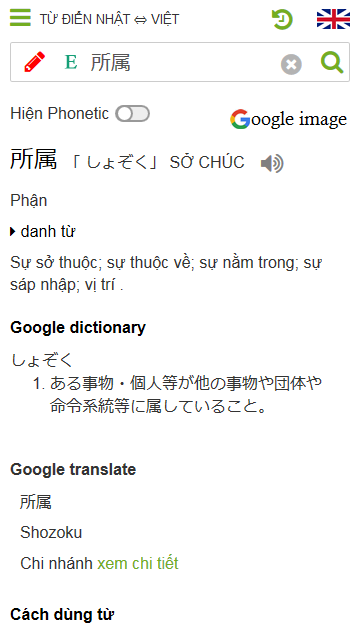 TỪ ĐIỂN NHẬT ⇔ VIỆT
E 所属
Hiện Phonetic
Google image
所属 「 しょぞく」 SỞ CHÚC
Phận
danh từ
Sự sở thuộc; sự thuộc về; sự nằm trong; sự
sáp nhập; vị trí .
Google dictionary
しょぞく
1. ある事物・個人等が他の事物や団体や
命令系統等に属していること。
Google translate
所属
Shozoku
Chi nhánh xem chi tiết
Cách dùng từ